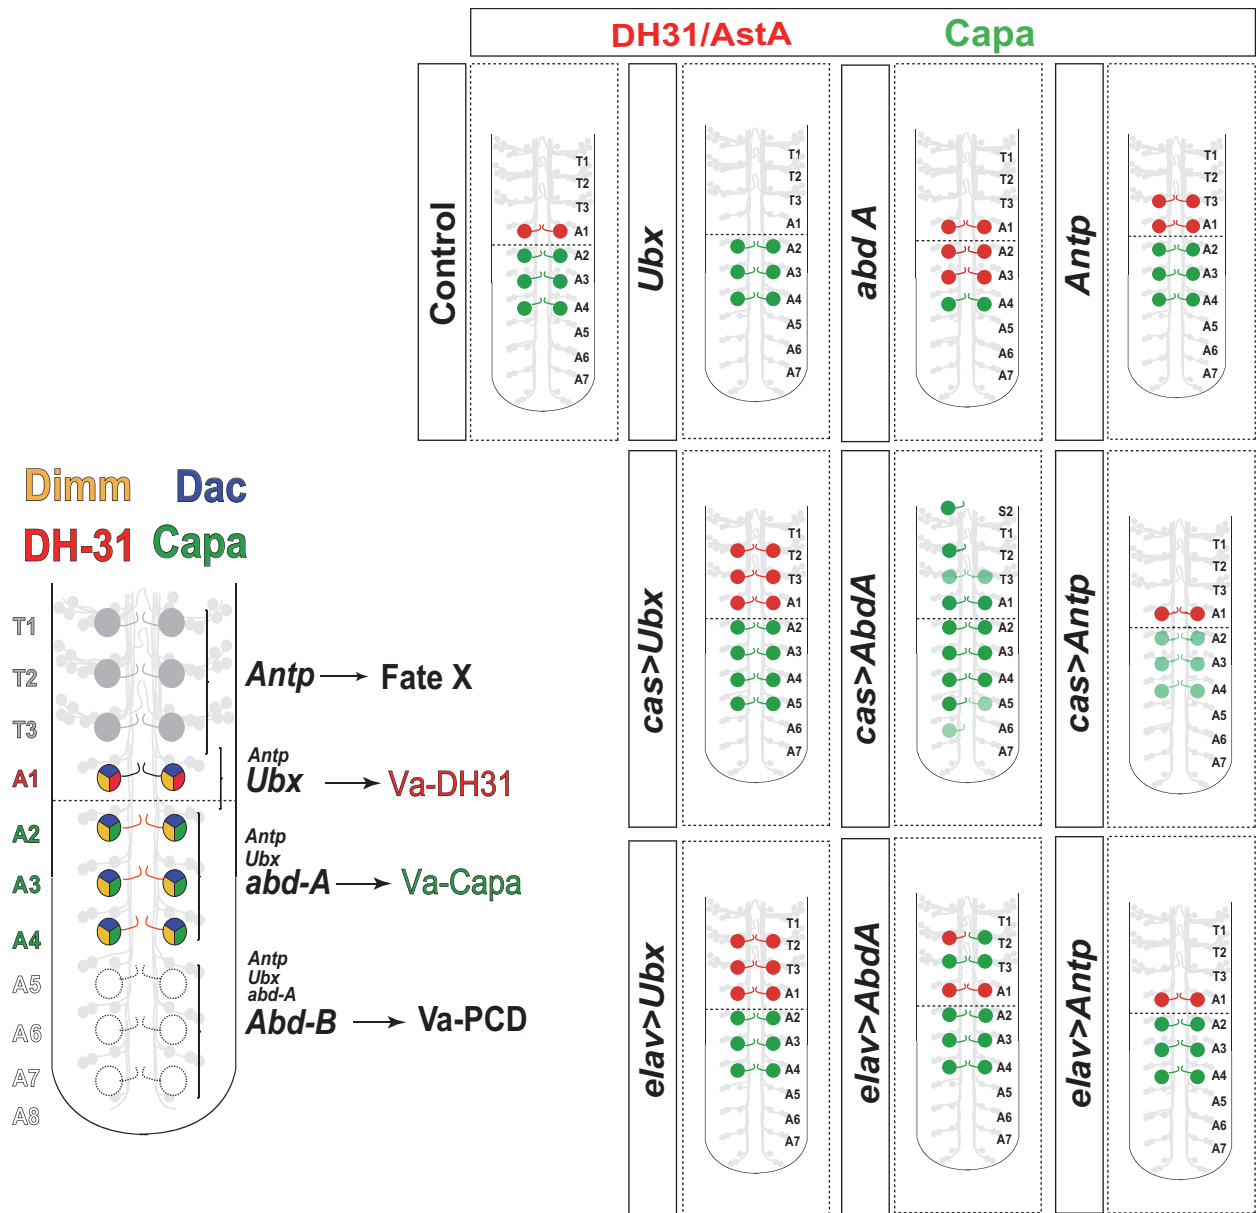 DH31/AstA Capa
Control
T1
T2
T3
A1
A2
A3
A4
A5
A6
A7
Ubx
T1
T2
T3
A1
A2
A3
A4
A5
A6
A7
abd A
T1
T2
T3
A1
A2
A3
A4
A5
A6
A7
Antp
T1
T2
T3
A1
A2
A3
A4
A5
A6
A7
Dimm Dac
DH-31 Capa
T1
T2
T3
A1
A2
A3
A4
A5
A6
A7
A8
Antp Fate X
Antp
Ubx Va-DH31
Antp
Ubx
abd-A Va-Capa
Antp
Ubx
abd-A
Abd-B Va-PCD
cas>Ubx
T1
T2
T3
A1
A2
A3
A4
A5
A6
A7
cas>AbdA
S2
T1
T2
T3
A1
A2
A3
A4
A5
A6
A7
cas>Antp
T1
T2
T3
A1
A2
A3
A4
A5
A6
A7
elav>Ubx
T1
T2
T3
A1
A2
A3
A4
A5
A6
A7
elav>AbdA
T1
T2
T3
A1
A2
A3
A4
A5
A6
A7
elav>Antp
T1
T2
T3
A1
A2
A3
A4
A5
A6
A7